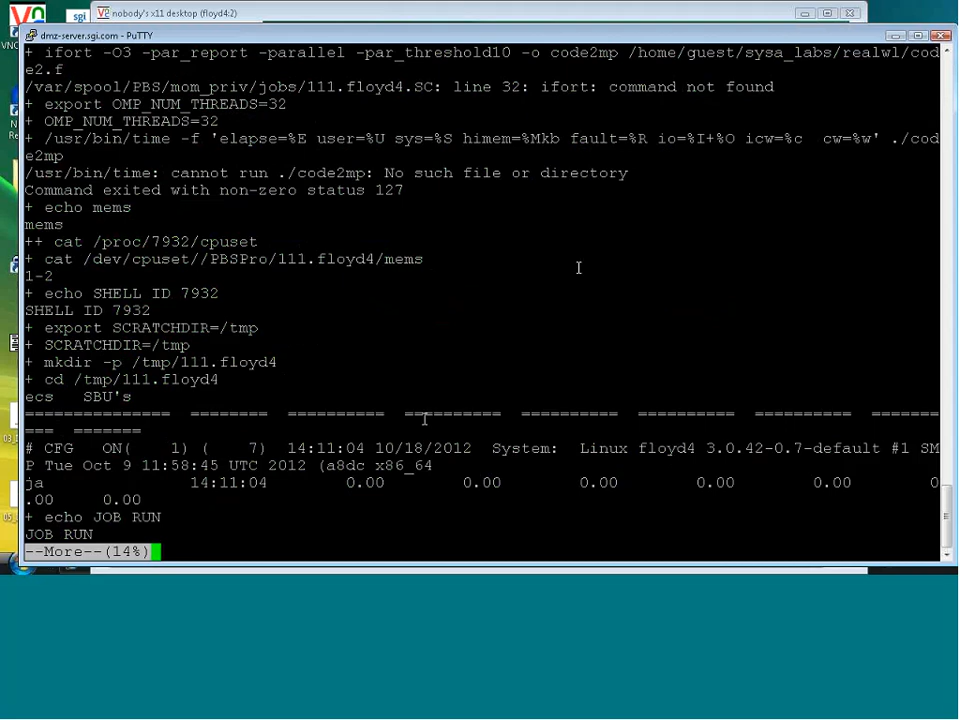 sgi
nobody's x11 desktop (floyd4:2)
dmz-server.sgi.com - PuTTY
+ ifort -O3 -par_report -parallel -par_threshold10 -o code2mp /home/guest/sysa_labs/realw1/cod
e2.f
/var/spool/PBS/mom_priv/jobs/111.floyd4.SC: line 32: ifort: command not found
+ export OMP_NUM_THREADS=32
+ OMP_NUM_THREADS=32
+ /usr/bin/time -f 'elapse=%E user=%U sys=%S himem=%Mkb fault=%R io=%I+%O icw=%c  cw=%w' ./cod
e2mp
/usr/bin/time: cannot run ./code2mp: No such file or directory
Command exited with non-zero status 127
+ echo mems
mems
++ cat /proc/7932/cpuset
+ cat /dev/cpuset//PBSPro/111.floyd4/mems
1-2
+ echo SHELL ID 7932
SHELL ID 7932
+ export SCRATCHDIR=/tmp
+ SCRATCHDIR=/tmp
+ mkdir -p /tmp/111.floyd4
+ cd /tmp/111.floyd4
ecs   SBU's
===============  ========  ==========  ==========  ==========  ==========  ==========  =======
===  =======
# CFG   ON(    1) (    7)  14:11:04 10/18/2012  System:  Linux floyd4 3.0.42-0.7-default #1 SM
P Tue Oct 9 11:58:45 UTC 2012 (a8dc x86_64
ja               14:11:04        0.00        0.00        0.00        0.00        0.00        0
.00     0.00
+ echo JOB RUN
JOB RUN
--More--(14%)